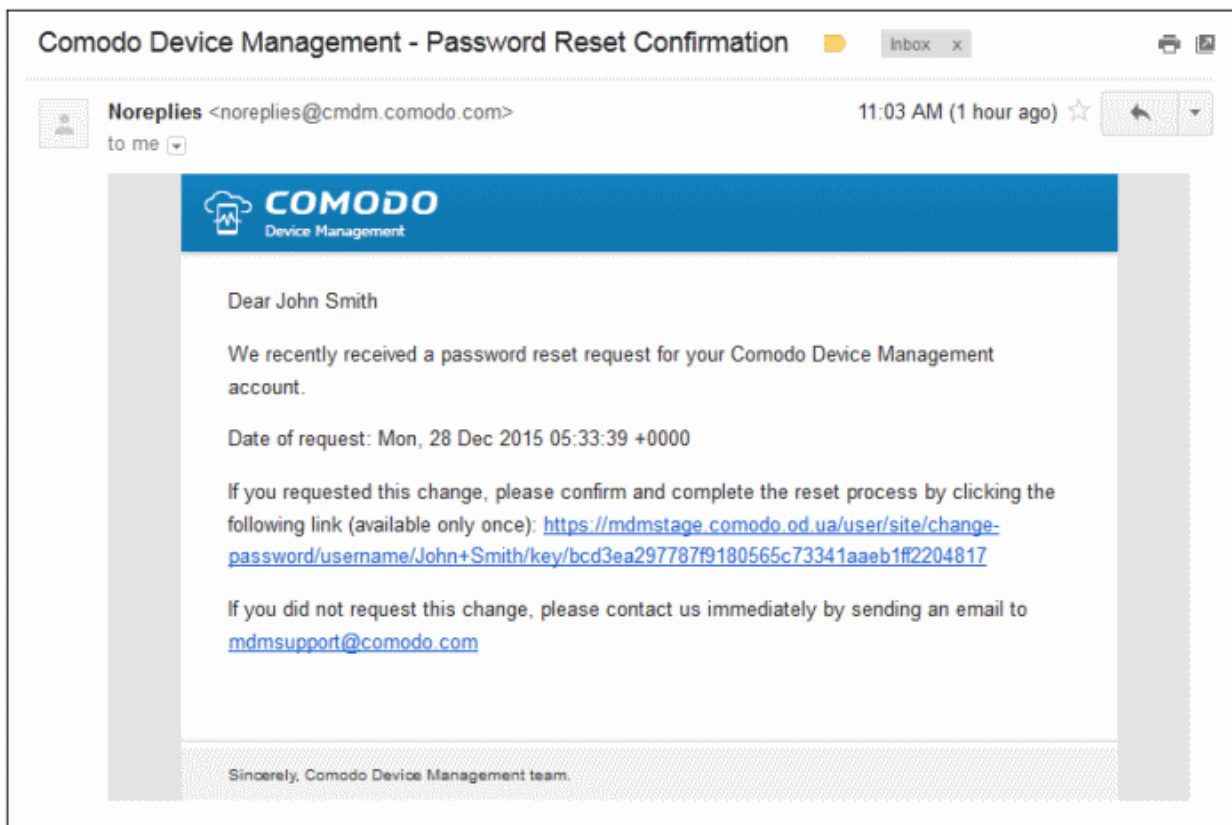 Comodo Device Management - Password Reset Confirmation
Inbox x
Noreplies <noreplies@cmdm.comodo.com>
11:03 AM (1 hour ago)
to me
COMODO
Device Management
Dear John Smith
We recently received a password reset request for your Comodo Device Management
account.
Date of request: Mon, 28 Dec 2015 05:33:39 +0000
If you requested this change, please confirm and complete the reset process by clicking the
following link (available only once): https://mdmstage.comodo.od.ua/user/site/change-
password/username/John+Smith/key/bcd3ea297787f9180565c73341aaeb1ff2204817
If you did not request this change, please contact us immediately by sending an email to
mdmsupport@comodo.com
Sincerely, Comodo Device Management team.